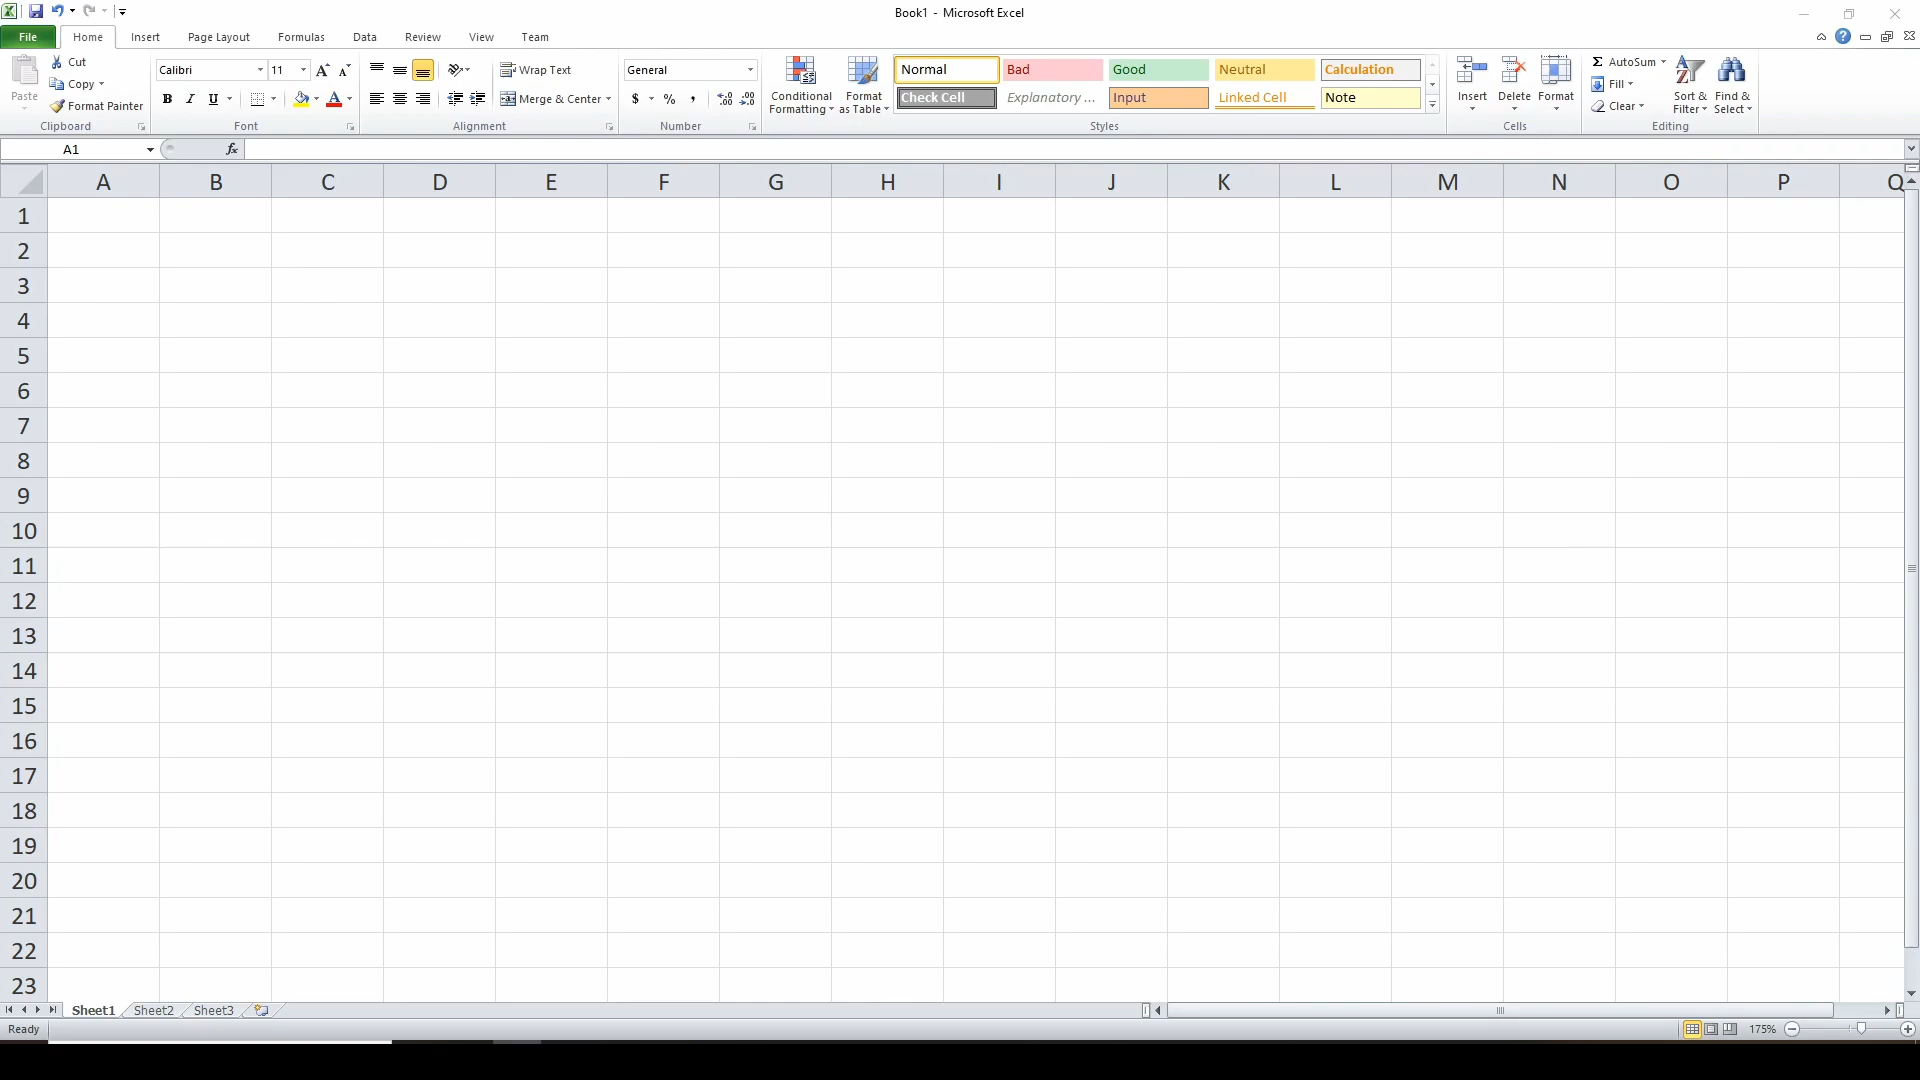 Book1 - Microsoft Excel
File Home Insert Page Layout Formulas Data Review View Team
Paste
Cut
Copy
Format Painter
Clipboard
Calibri 11
B I U
Font
Wrap Text
Merge & Center
Alignment
General
$ % ,
Number
Conditional Formatting
Format as Table
Normal Bad Good Neutral Calculation
Check Cell Explanatory ... Input Linked Cell Note
Styles
Insert Delete Format
Cells
Σ AutoSum
Fill
Clear
Sort & Filter
Find & Select
Editing
A1 fx
A B C D E F G H I J K L M N O P Q
1
2
3
4
5
6
7
8
9
10
11
12
13
14
15
16
17
18
19
20
21
22
23
Sheet1 Sheet2 Sheet3
Ready 175%